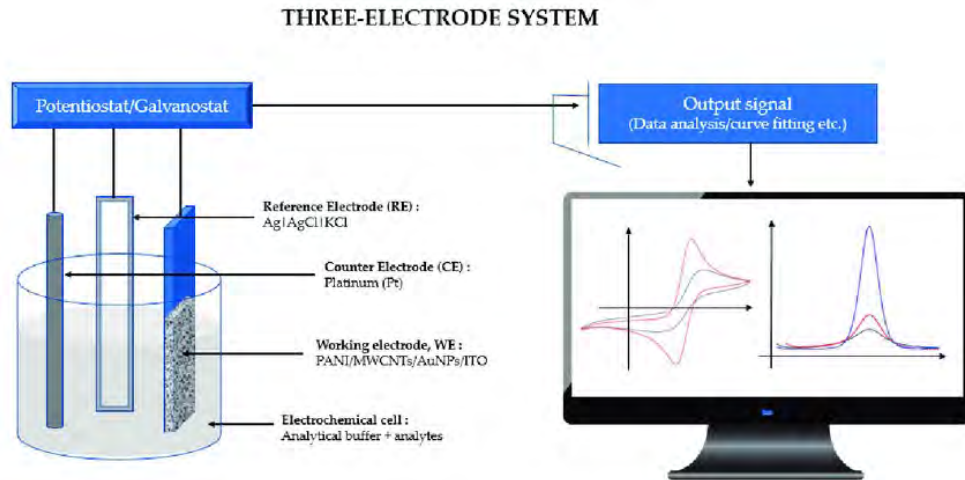 THREE-ELECTRODE SYSTEM
Potentiostat/Galvanostat
Output signal
(Data analysis/curve fitting etc.)
Reference Electrode (RE) :
Ag|AgCl|KCl
Counter Electrode (CE) :
Platinum (Pt)
Working electrode, WE :
PANI/MWCNTs/AuNPs/ITO
Electrochemical cell :
Analytical buffer + analytes